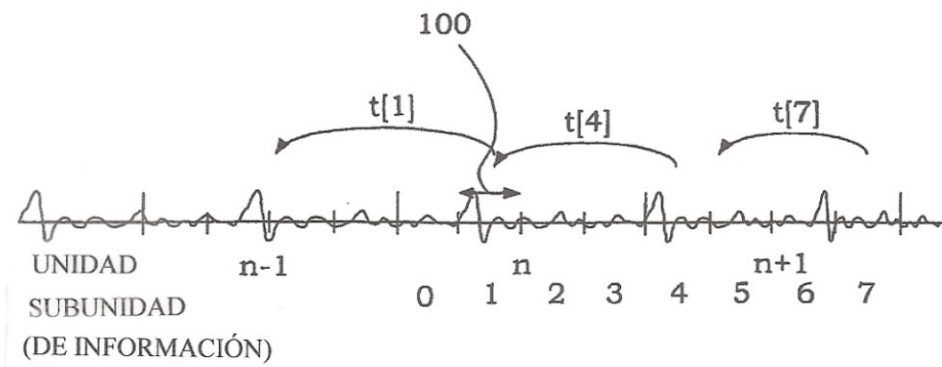 100
t[1] t[4] t[7]
UNIDAD n-1 n n+1
SUBUNIDAD 0 1 2 3 4 5 6 7
(DE INFORMACIÓN)